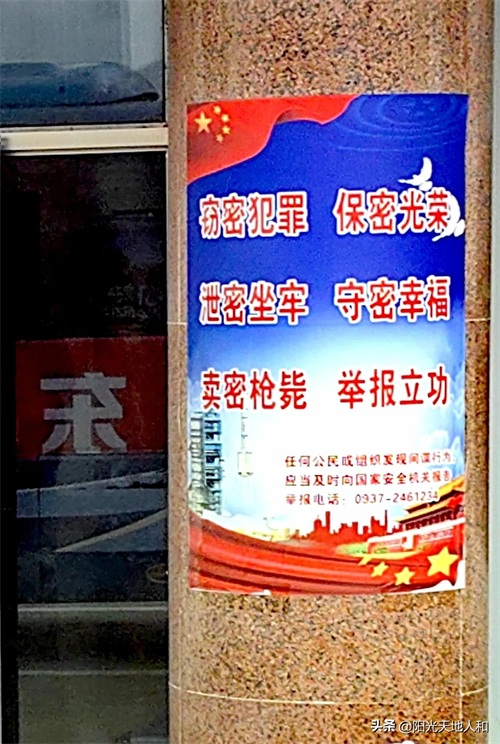 窃密犯罪 保密光荣
泄密坐牢 守密幸福
卖密枪毙 举报立功
任何公民或组织发现间谍行为
应当及时向国家安全机关报告
举报电话：0937-2461234
东
头条 @阳光天地人和